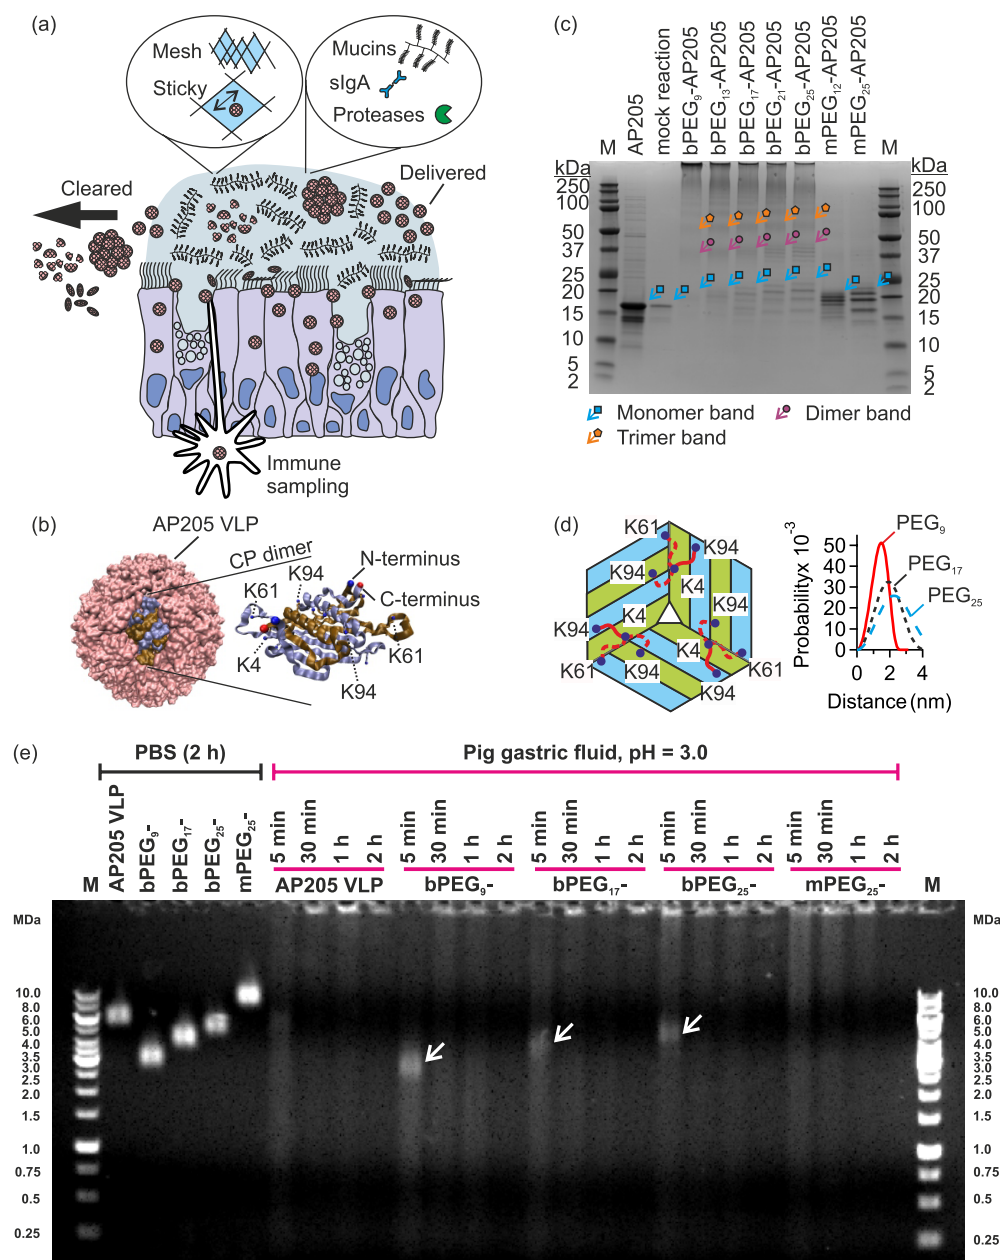 (a)
Mesh
Sticky
Mucins
sIgA
Proteases
Cleared
Delivered
Immune
sampling
(b)
AP205 VLP
CP dimer
N-terminus
C-terminus
K94
K61
K4
K61
K94
(c)
M
AP205
mock reaction
bPEG9-AP205
bPEG13-AP205
bPEG17-AP205
bPEG21-AP205
bPEG25-AP205
mPEG12-AP205
mPEG25-AP205
M
kDa
250
100
50
37
25
20
15
10
5
2
kDa
250
100
50
37
25
20
15
10
5
2
Monomer band
Dimer band
Trimer band
(d)
K61
K94
K4
K94
K4
K94
K94
K4
K61
K94
K61
K94
Probabilityx 10-3
50
40
30
20
10
0
0
2
4
Distance (nm)
PEG9
PEG17
PEG25
(e)
PBS (2 h)
Pig gastric fluid, pH = 3.0
M
AP205 VLP
bPEG9-
bPEG17-
bPEG25-
mPEG25-
5 min
30 min
1 h
2 h
AP205 VLP
5 min
30 min
1 h
2 h
bPEG9-
5 min
30 min
1 h
2 h
bPEG17-
5 min
30 min
1 h
2 h
bPEG25-
5 min
30 min
1 h
2 h
mPEG25-
M
MDa
10.0
8.0
6.0
5.0
4.0
3.5
3.0
2.5
2.0
1.5
1.0
0.75
0.5
0.25
MDa
10.0
8.0
6.0
5.0
4.0
3.5
3.0
2.5
2.0
1.5
1.0
0.75
0.5
0.25